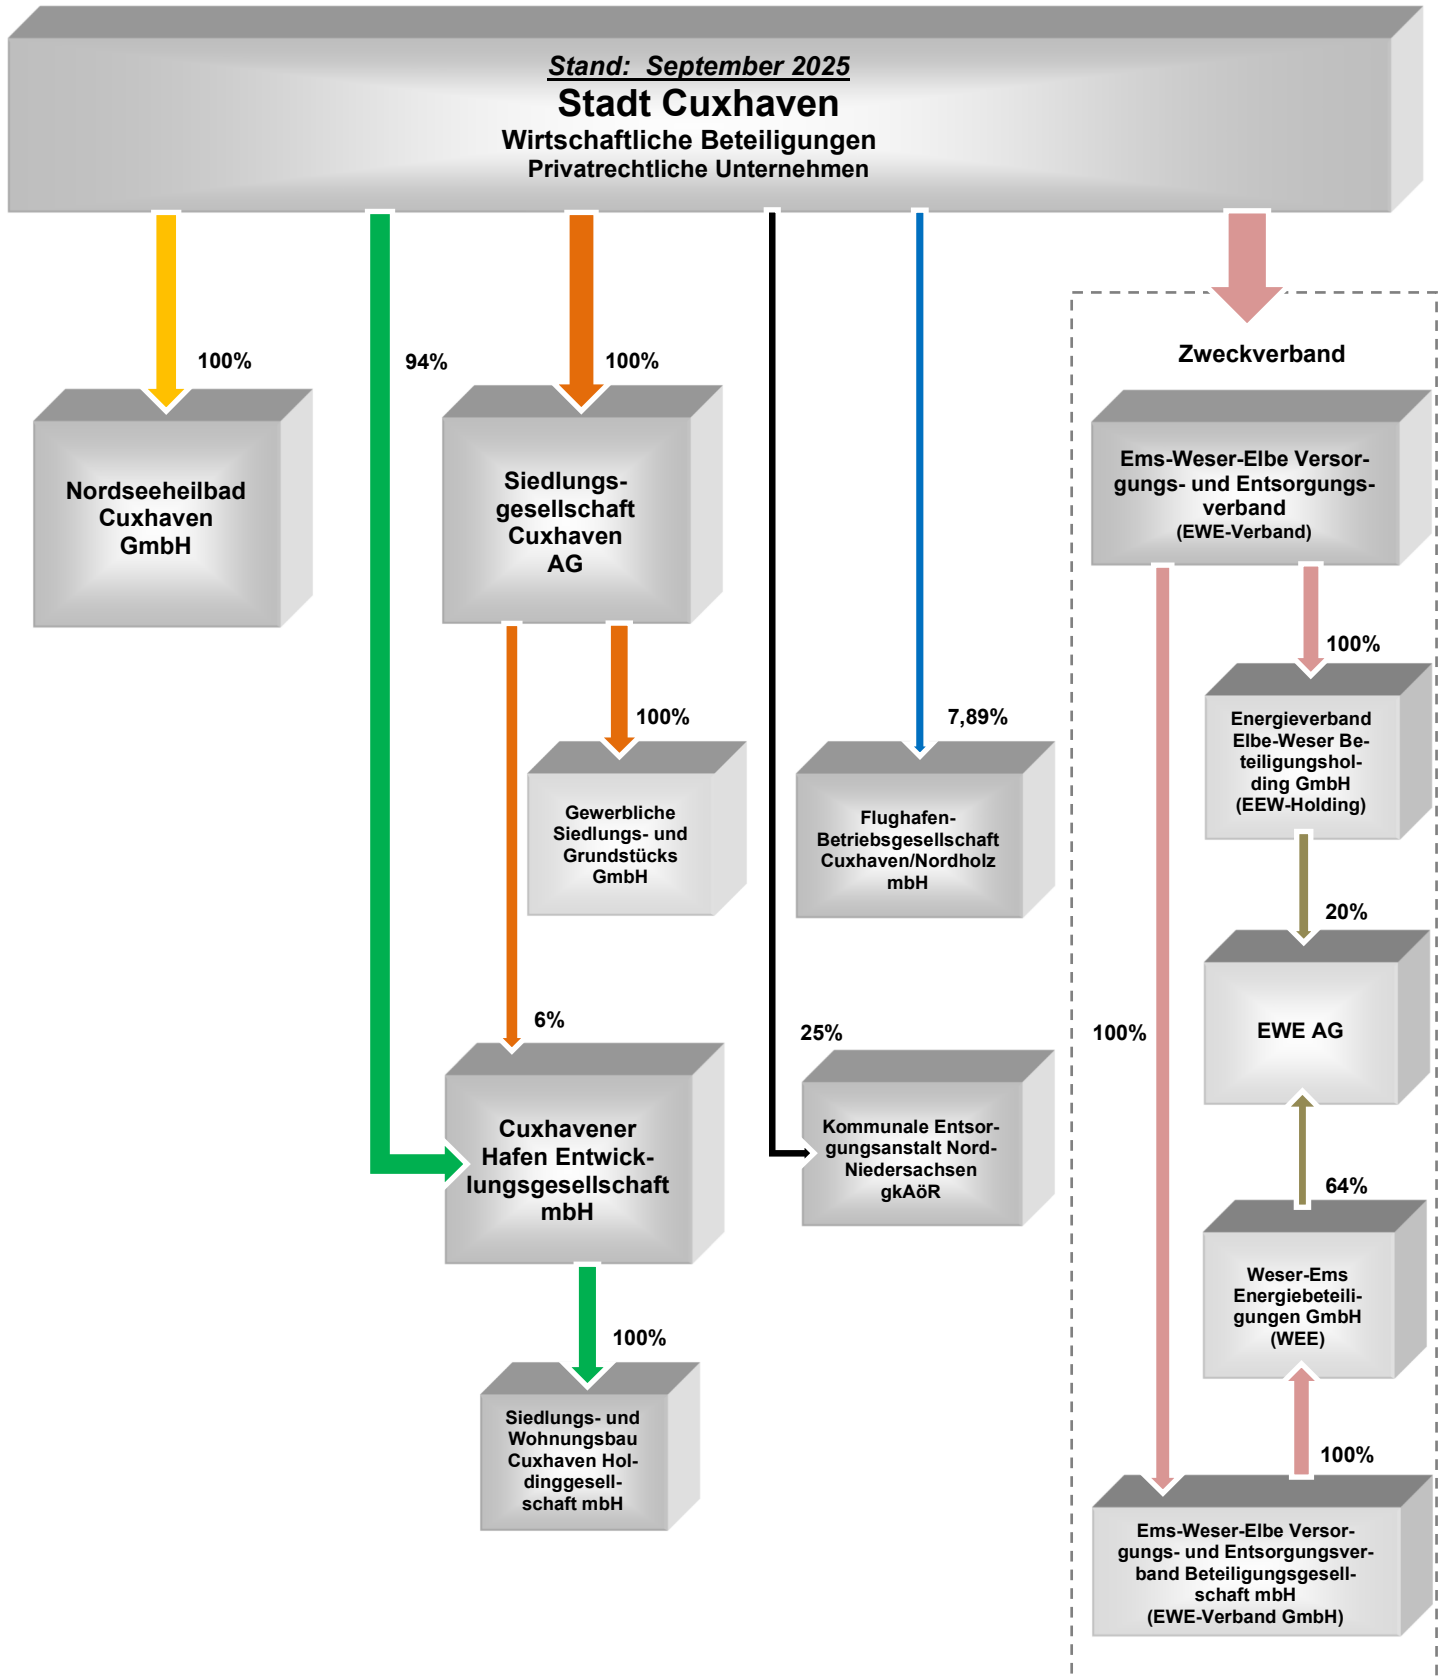 Stand: September 2025
Stadt Cuxhaven
Wirtschaftliche Beteiligungen
Privatrechtliche Unternehmen
100%
94%
100%
Zweckverband
Nordseeheilbad
Cuxhaven
GmbH
Siedlungs-
gesellschaft
Cuxhaven
AG
Ems-Weser-Elbe Versor-
gungs- und Entsorgungs-
verband
(EWE-Verband)
100%
100%
7,89%
Energieverband
Elbe-Weser Be-
teiligungshol-
ding GmbH
(EEW-Holding)
Gewerbliche
Siedlungs- und
Grundstücks
GmbH
Flughafen-
Betriebsgesellschaft
Cuxhaven/Nordholz
mbH
20%
6%
25%
100%
EWE AG
Cuxhavener
Hafen Entwick-
lungsgesellschaft
mbH
Kommunale Entsor-
gungsanstalt Nord-
Niedersachsen
gkAöR
64%
Weser-Ems
Energiebeteili-
gungen GmbH
(WEE)
100%
Siedlungs- und
Wohnungsbau
Cuxhaven Hol-
dinggesell-
schaft mbH
100%
Ems-Weser-Elbe Versor-
gungs- und Entsorgungsver-
band Beteiligungsgesell-
schaft mbH
(EWE-Verband GmbH)